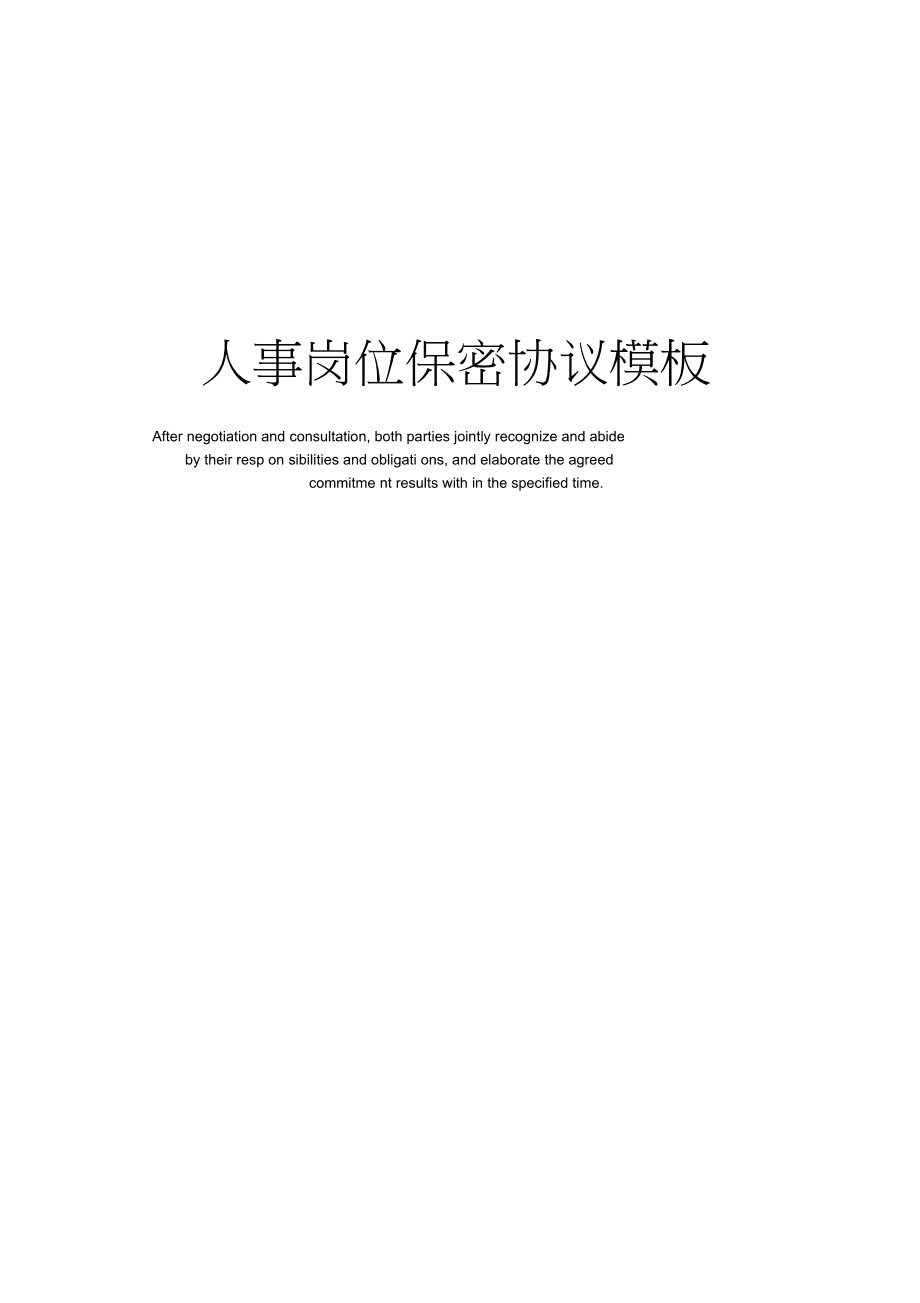 人事岗位保密协议模板
After negotiation and consultation, both parties jointly recognize and abide
by their resp on sibilities and obligati ons, and elaborate the agreed
commitme nt results with in the specified time.